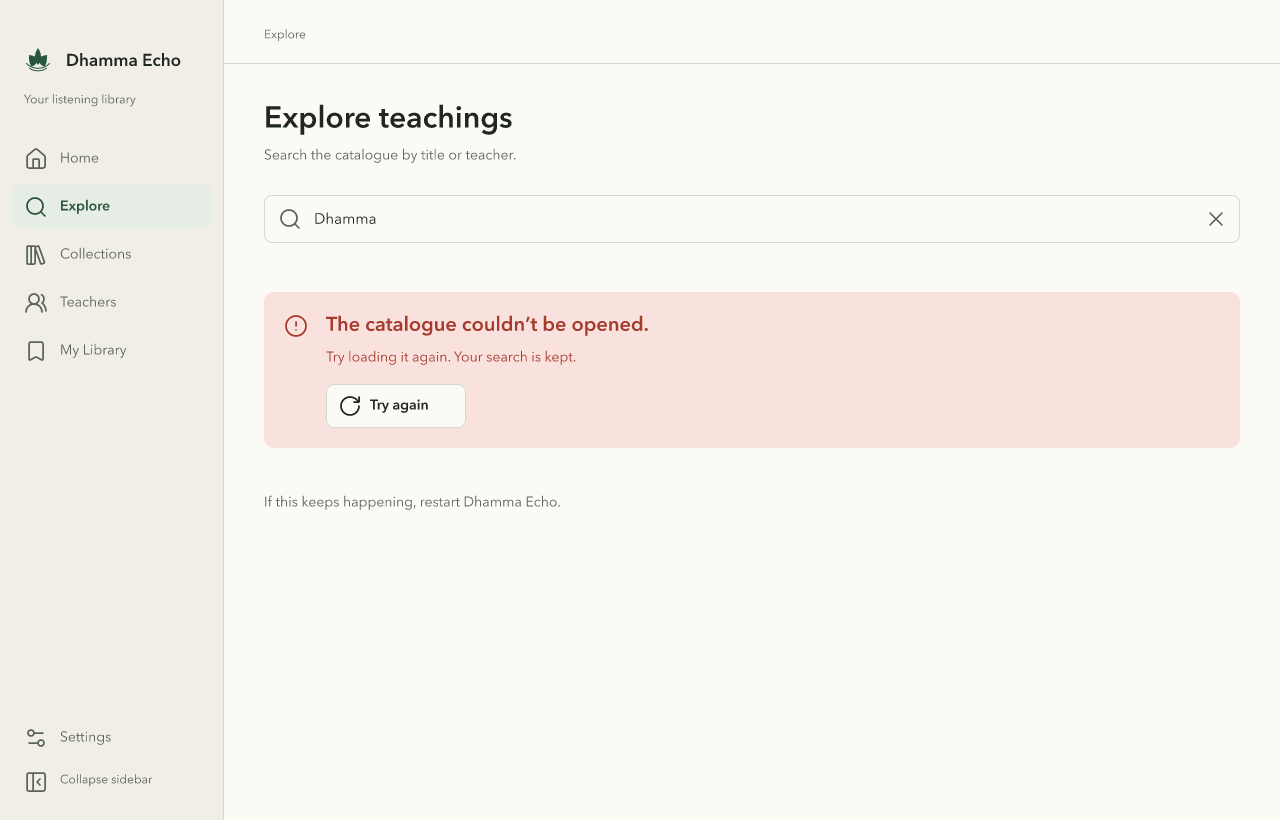 Dhamma Echo
Your listening library
Home
Explore
Collections
Teachers
My Library
Settings
Collapse sidebar
Explore
Explore teachings
Search the catalogue by title or teacher.
Dhamma
The catalogue couldn’t be opened.
Try loading it again. Your search is kept.
Try again
If this keeps happening, restart Dhamma Echo.